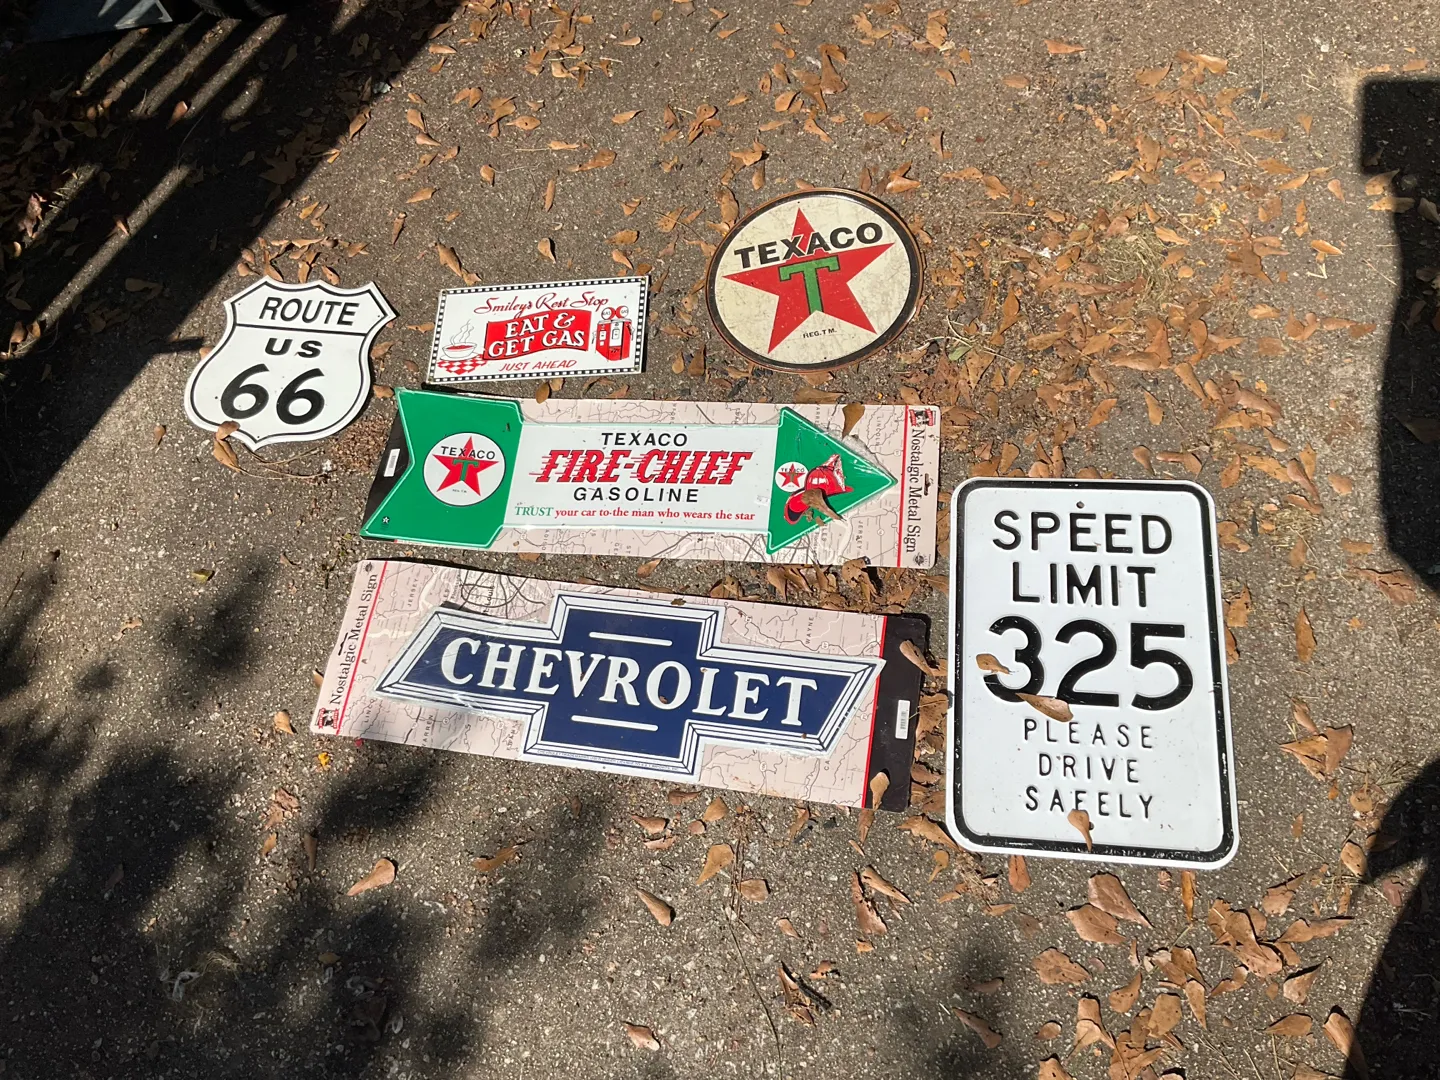 ROUTE
US
66
Smiley's Rest Stop
EAT &
GET GAS
JUST AHEAD
TEXACO
T
REG. T.M.
TEXACO
T
TEXACO
FIRE-CHIEF
GASOLINE
TRUST your car to the man who wears the star
TEXACO
Nostalgic Metal Sign
Nostalgic Metal Sign
CHEVROLET
SPEED
LIMIT
325
PLEASE
DRIVE
SAFELY